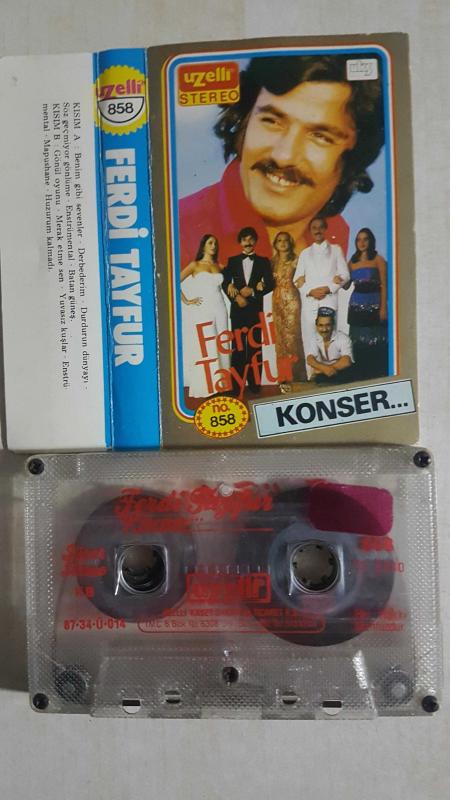 uzelli
858
FERDİ TAYFUR
KISIM A : Benim gibi sevenler · Derbederim · Durdurun dünyayı ·
Söz geçmiyor gönlüme · Enstrümental · Batan güneş.
KISIM B : Gönül oyunu · Merak etme sen · Yuvasız kuşlar · Enstrü-
mental · Mapushane · Huzurum kalmadı.
uzelli
STEREO
Ferdi
Tayfur
no.
858
KONSER...
Ferdi Tayfur
uzelli
87-34-Ü-014